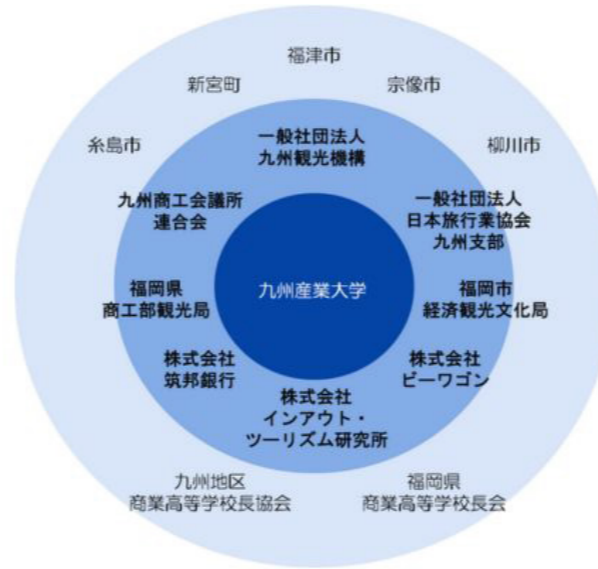 福津市
新宮町
宗像市
糸島市
柳川市
一般社団法人
九州観光機構
九州商工会議所
連合会
一般社団法人
日本旅行業協会
九州支部
九州産業大学
福岡県
商工部観光局
福岡市
経済観光文化局
株式会社
筑邦銀行
株式会社
ビーワゴン
株式会社
インアウト・
ツーリズム研究所
九州地区
商業高等学校長協会
福岡県
商業高等学校長会